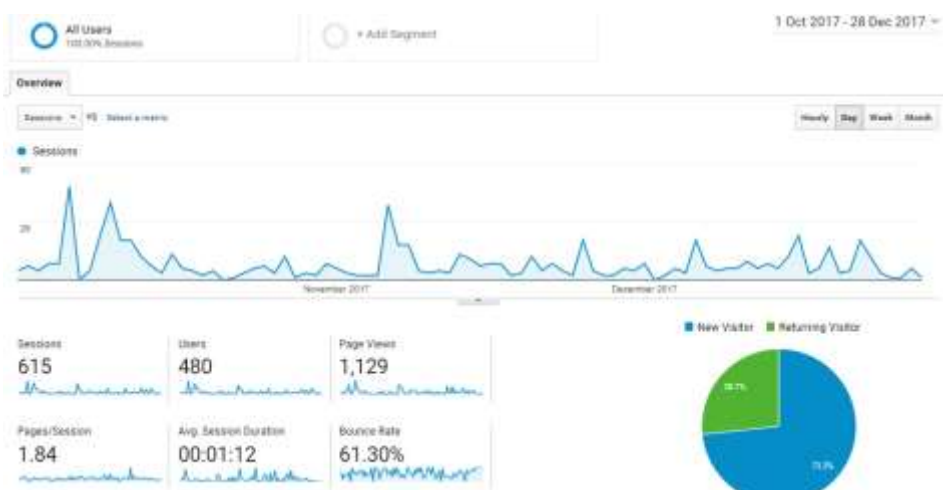 All Users
100.00% Sessions
+ Add Segment
1 Oct 2017 - 28 Dec 2017
Overview
Sessions
VS
Select a metric
Hourly
Day
Week
Month
Sessions
November 2017
December 2017
New Visitor
Returning Visitor
Sessions
615
Users
480
Page Views
1,129
Pages/Session
1.84
Avg. Session Duration
00:01:12
Bounce Rate
61.30%